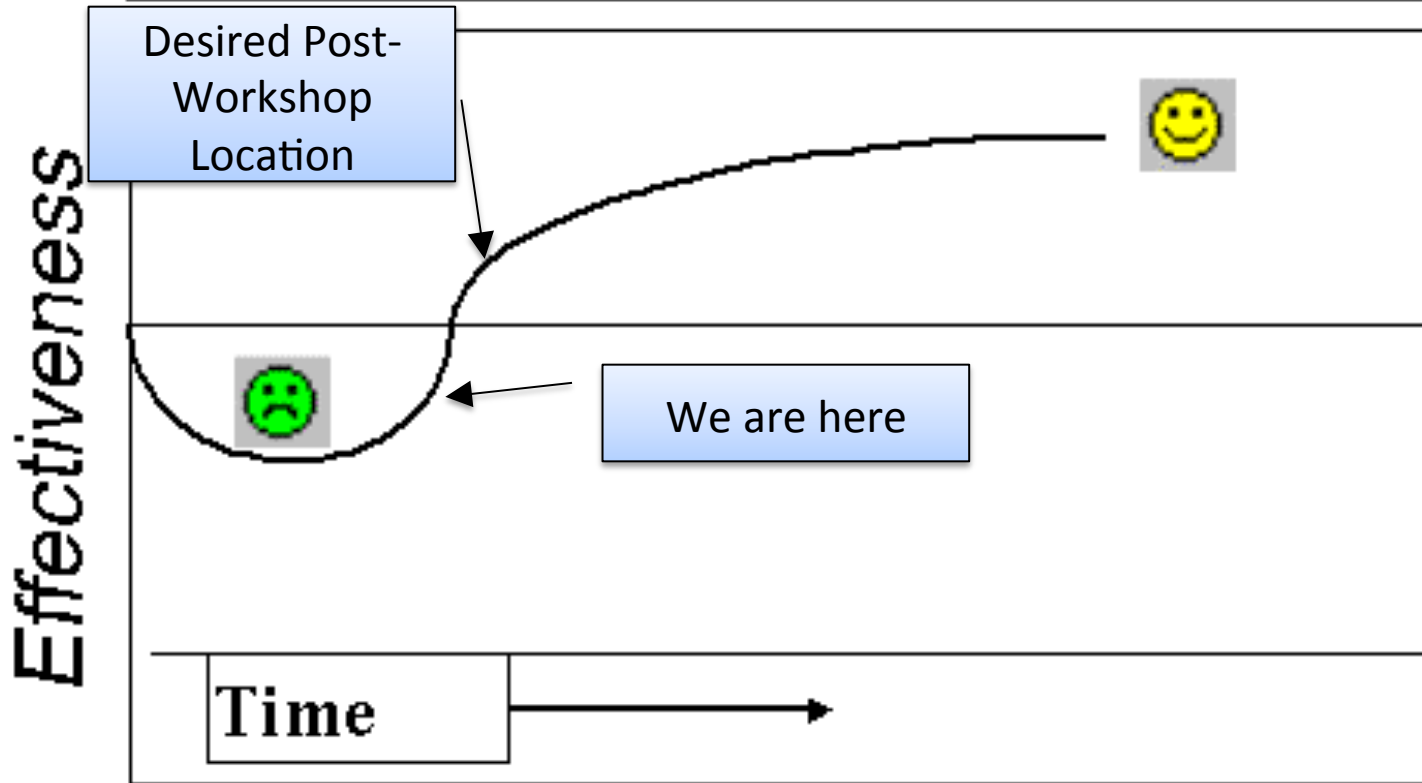 Desired Post-
Workshop
Location
Effectiveness
We are here
Time